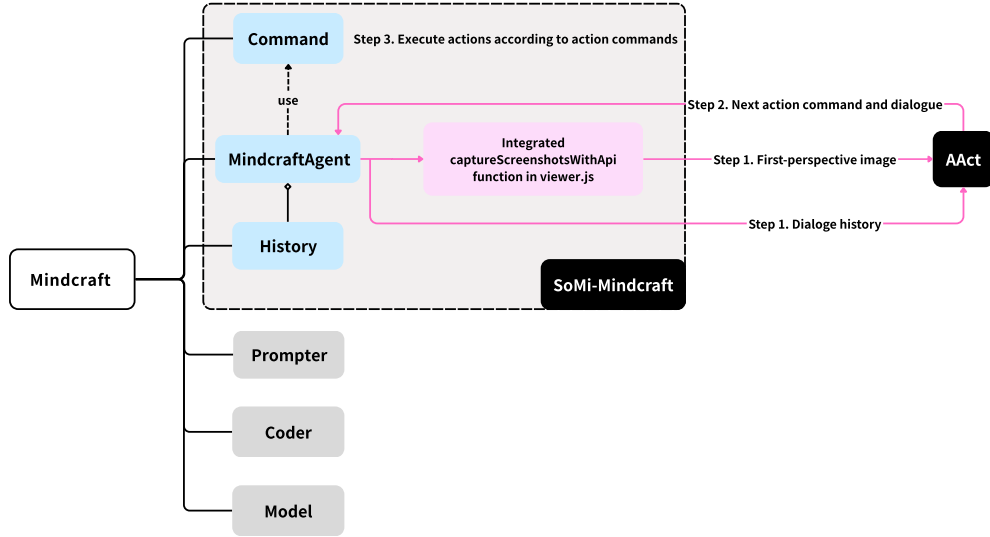 Command
Step 3. Execute actions according to action commands
use
Step 2. Next action command and dialogue
MindcraftAgent
Integrated
captureScreenshotsWithApi
function in viewer.js
Step 1. First-perspective image
AAct
Step 1. Dialoge history
History
Mindcraft
SoMi-Mindcraft
Prompter
Coder
Model